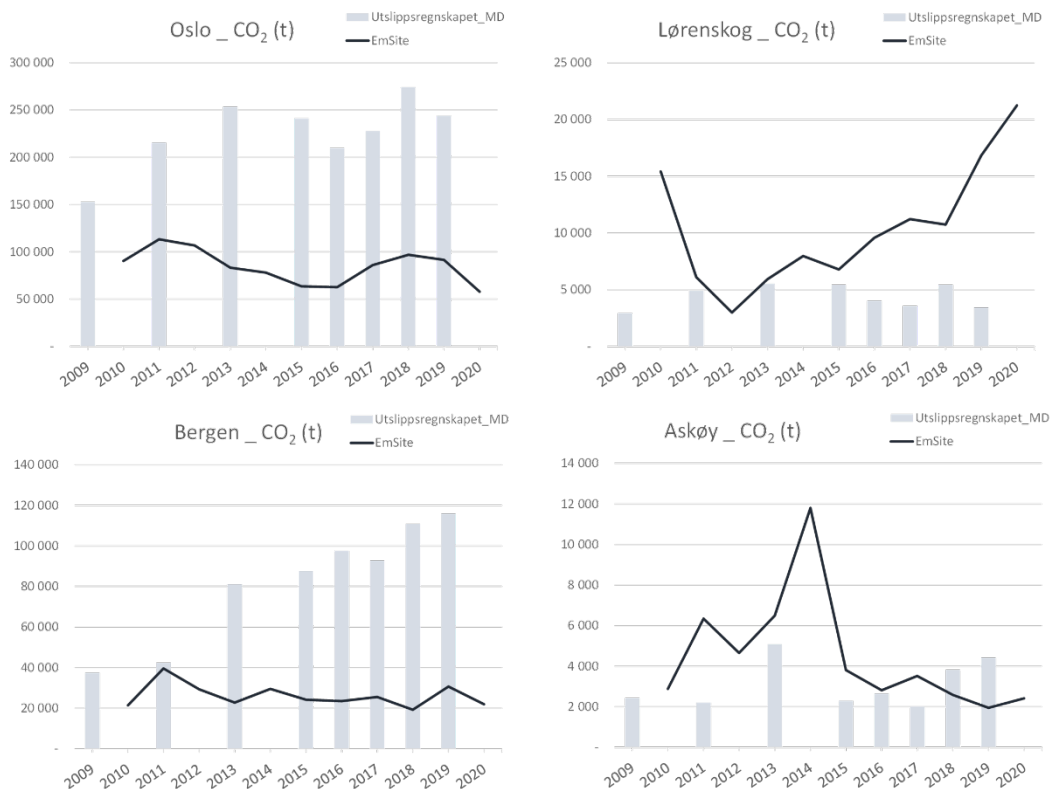 Oslo _ CO₂ (t)
Utslippsregnskapet_MD
EmSite
300 000
250 000
200 000
150 000
100 000
50 000
-
2009 2010 2011 2012 2013 2014 2015 2016 2017 2018 2019 2020
Lørenskog _ CO₂ (t)
Utslippsregnskapet_MD
EmSite
25 000
20 000
15 000
10 000
5 000
-
2009 2010 2011 2012 2013 2014 2015 2016 2017 2018 2019 2020
Bergen _ CO₂ (t)
Utslippsregnskapet_MD
EmSite
140 000
120 000
100 000
80 000
60 000
40 000
20 000
-
2009 2010 2011 2012 2013 2014 2015 2016 2017 2018 2019 2020
Askøy _ CO₂ (t)
Utslippsregnskapet_MD
EmSite
14 000
12 000
10 000
8 000
6 000
4 000
2 000
-
2009 2010 2011 2012 2013 2014 2015 2016 2017 2018 2019 2020